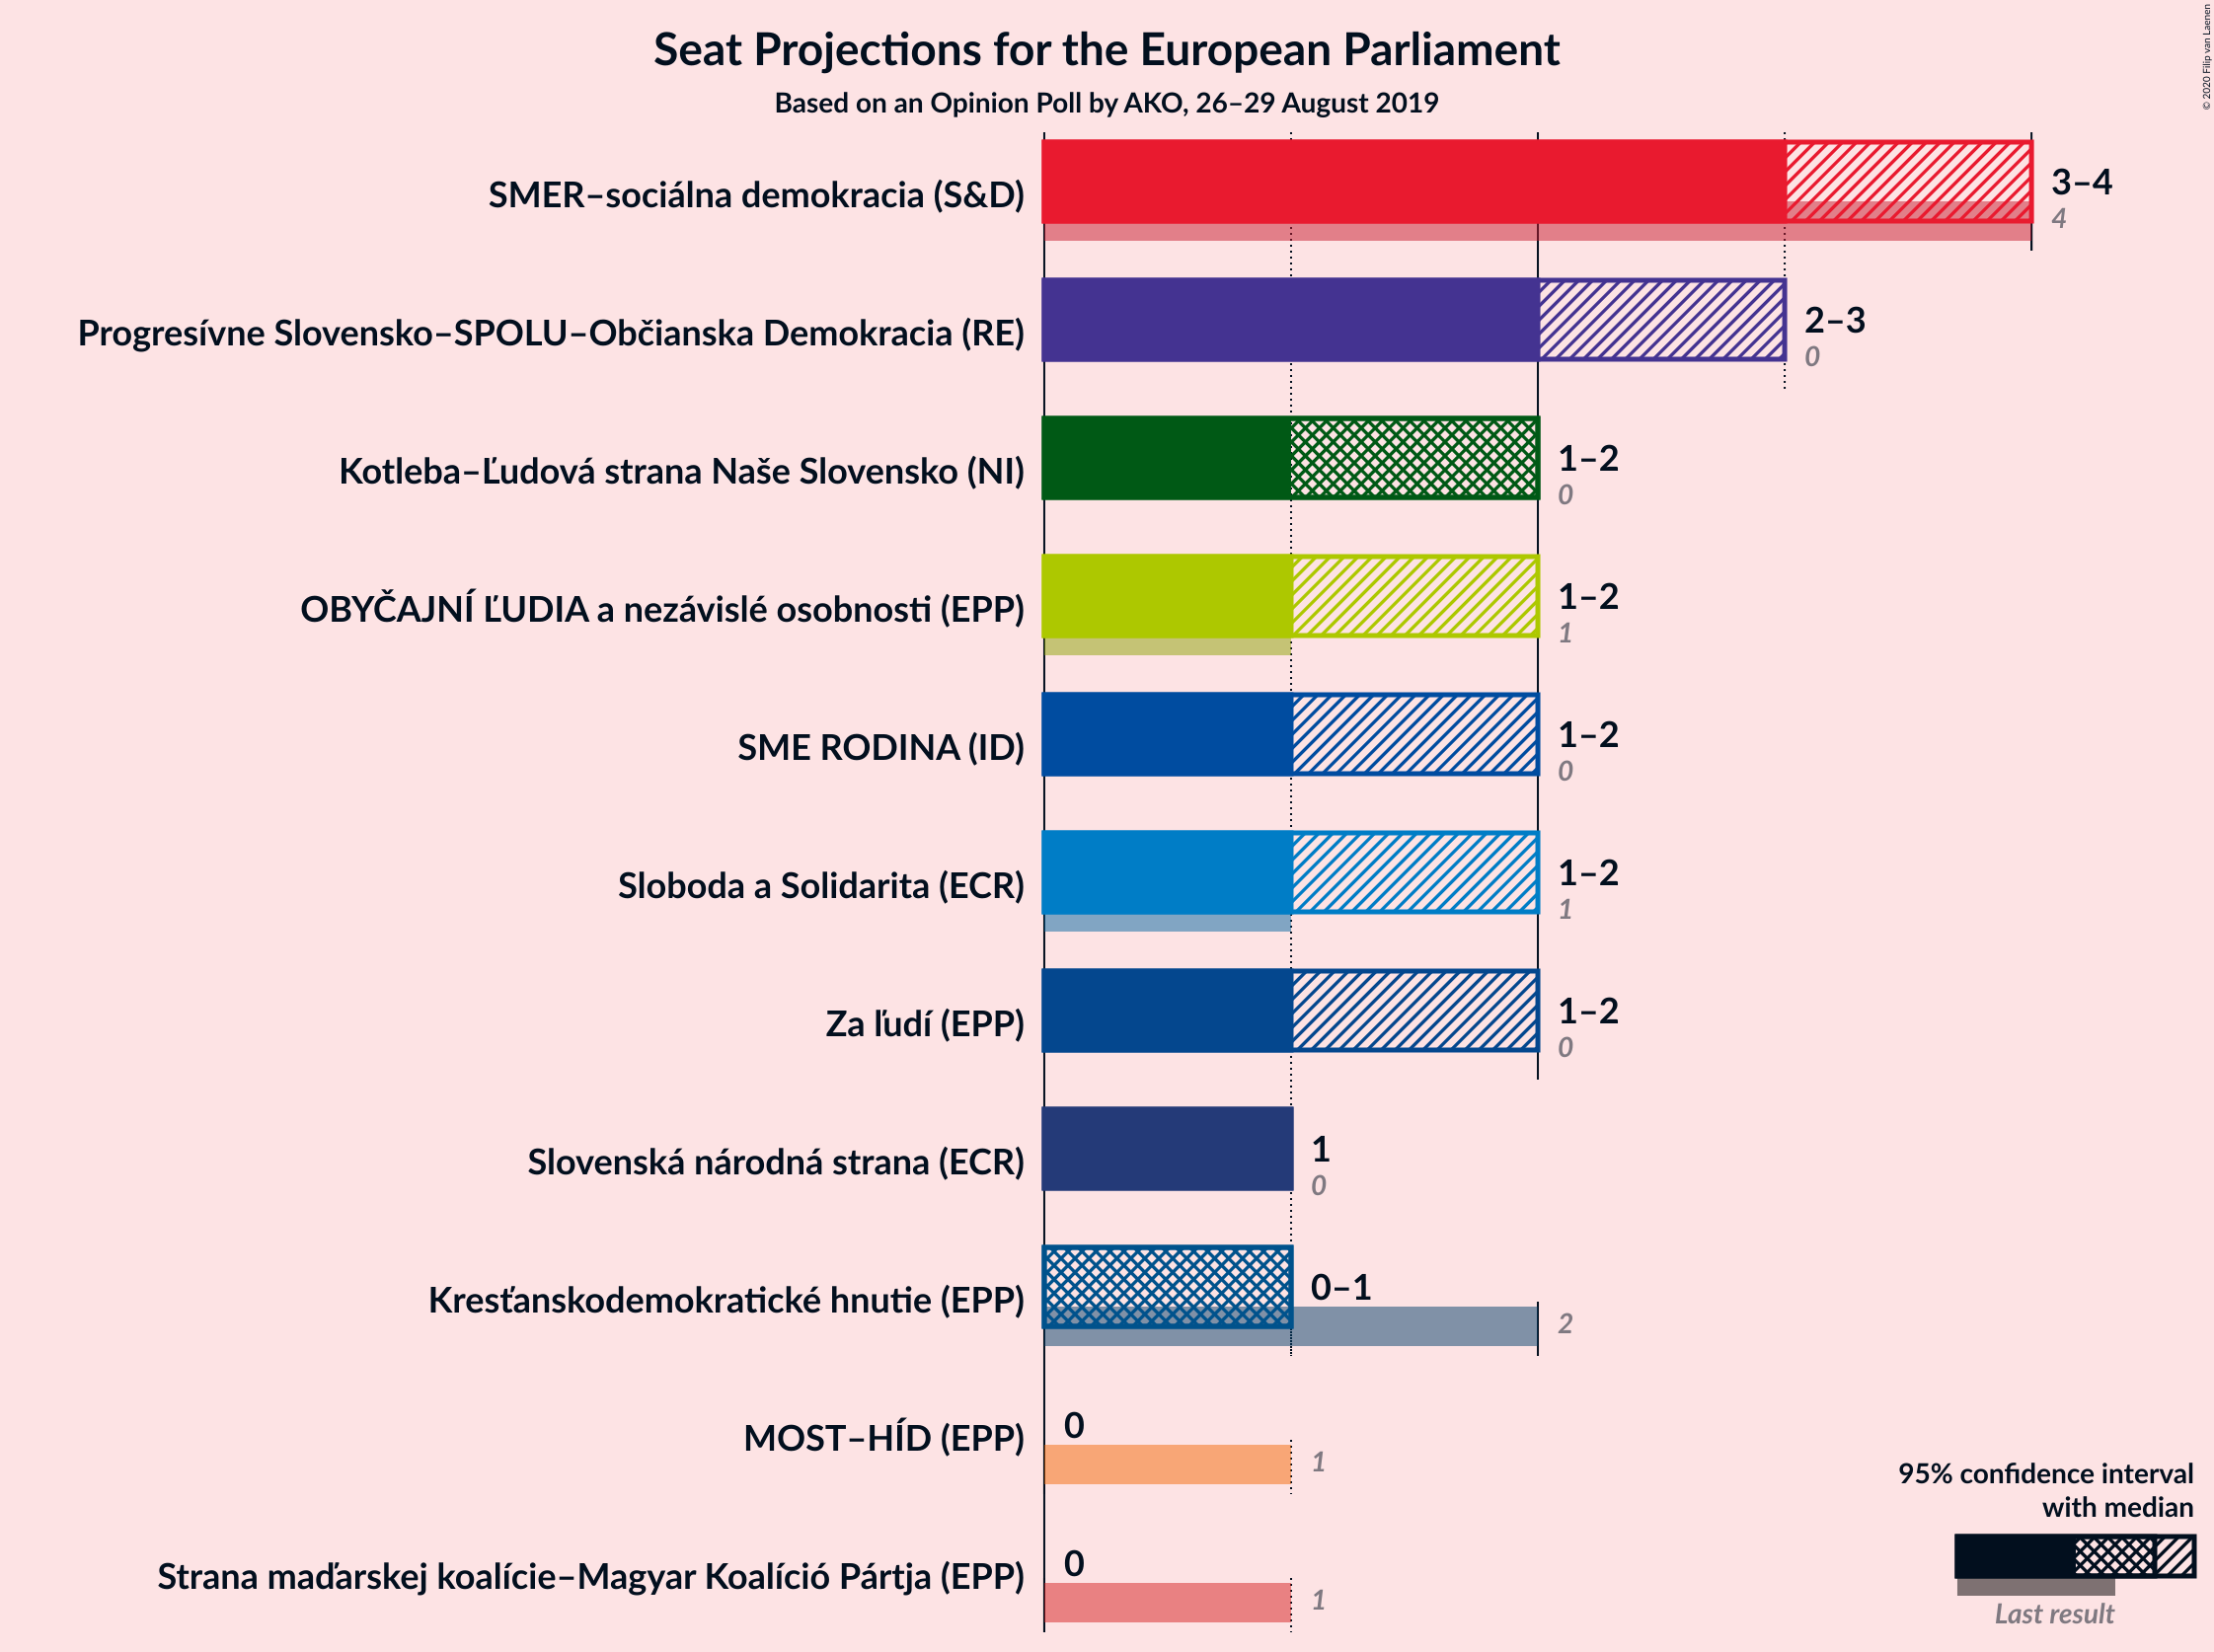 Seat Projections for the European Parliament
Based on an Opinion Poll by AKO, 26–29 August 2019
© 2020 Filip van Laenen
SMER–sociálna demokracia (S&D)
3–4
4
Progresívne Slovensko–SPOLU–Občianska Demokracia (RE)
2–3
0
Kotleba–Ľudová strana Naše Slovensko (NI)
1–2
0
OBYČAJNÍ ĽUDIA a nezávislé osobnosti (EPP)
1–2
1
SME RODINA (ID)
1–2
0
Sloboda a Solidarita (ECR)
1–2
1
Za ľudí (EPP)
1–2
0
Slovenská národná strana (ECR)
1
0
Kresťanskodemokratické hnutie (EPP)
0–1
2
MOST–HÍD (EPP)
0
1
Strana maďarskej koalície–Magyar Koalíció Pártja (EPP)
0
1
95% confidence interval
with median
Last result